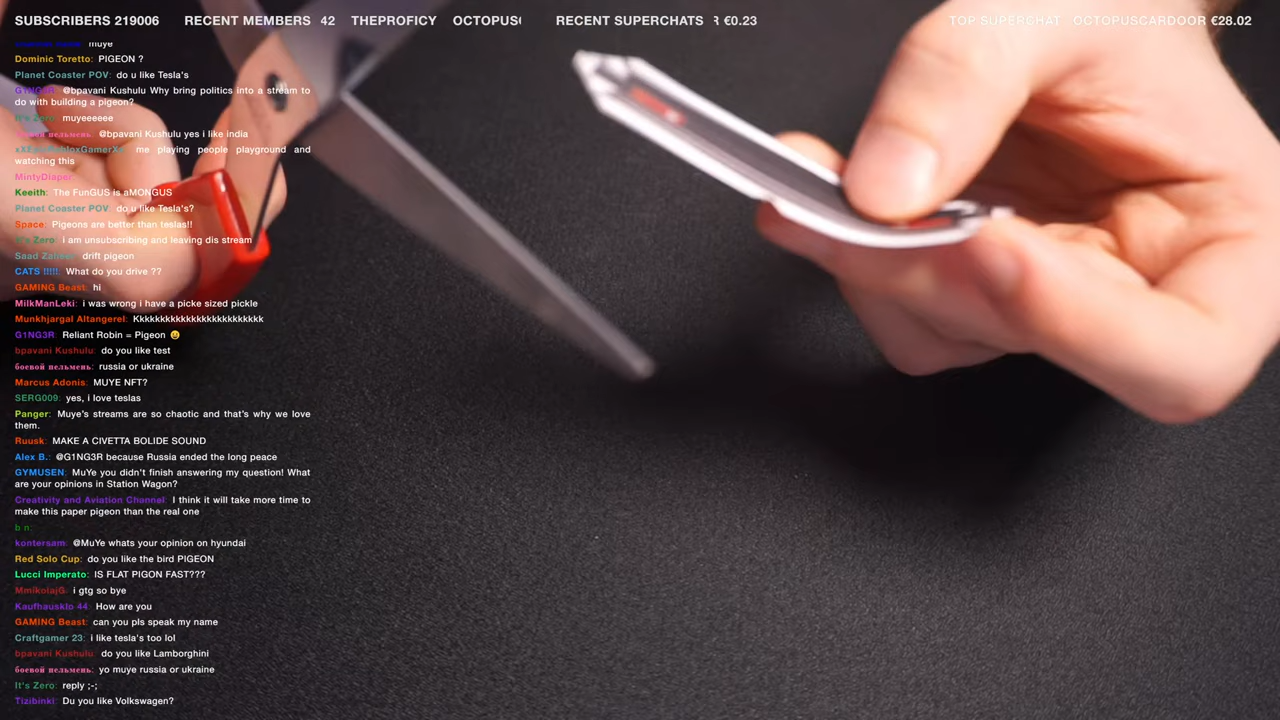 SUBSCRIBERS 219006 RECENT MEMBERS 42 THEPROFICY OCTOPUS RECENT SUPERCHATS R €0.23 TOP SUPERCHAT OCTOPUSCARDOOR €28.02
muye
Dominic Toretto: PIGEON ?
Planet Coaster POV: do u like Tesla's
G1NG3R: @bpavani Kushulu Why bring politics into a stream to
do with building a pigeon?
It's Zero: muyeeeeee
боевой пельмень: @bpavani Kushulu yes i like india
me playing people playground and
watching this
MintyDiaper:
Keeith: The FunGUS is aMONGUS
Planet Coaster POV: do u like Tesla's?
Space: Pigeons are better than teslas!!
It's Zero: i am unsubscribing and leaving dis stream
Saad Zahid: drift pigeon
CATS !!!!!: What do you drive ??
GAMING Beast: hi
MilkManLeki: i was wrong i have a picke sized pickle
Munkhjargal Altangerel: Kkkkkkkkkkkkkkkkkkkkkkkkk
G1NG3R: Reliant Robin = Pigeon 😃
bpavani Kushulu: do you like test
боевой пельмень: russia or ukraine
Marcus Adonis: MUYE NFT?
SERG009: yes, i love teslas
Panger: Muye's streams are so chaotic and that's why we love
them.
Ruusk: MAKE A CIVETTA BOLIDE SOUND
Alex B.: @G1NG3R because Russia ended the long peace
GYMUSEN: MuYe you didn't finish answering my question! What
are your opinions in Station Wagon?
Creativity and Aviation Channel: I think it will take more time to
make this paper pigeon than the real one
b n:
kontersam: @MuYe whats your opinion on hyundai
Red Solo Cup: do you like the bird PIGEON
Lucci Imperato: IS FLAT PIGON FAST???
MmikolajG: i gtg so bye
Kaufhausklo 44: How are you
GAMING Beast: can you pls speak my name
Craftgamer 23: i like tesla's too lol
bpavani Kushulu: do you like Lamborghini
боевой пельмень: yo muye russia or ukraine
It's Zero: reply ;-;
Tizibinki: Du you like Volkswagen?